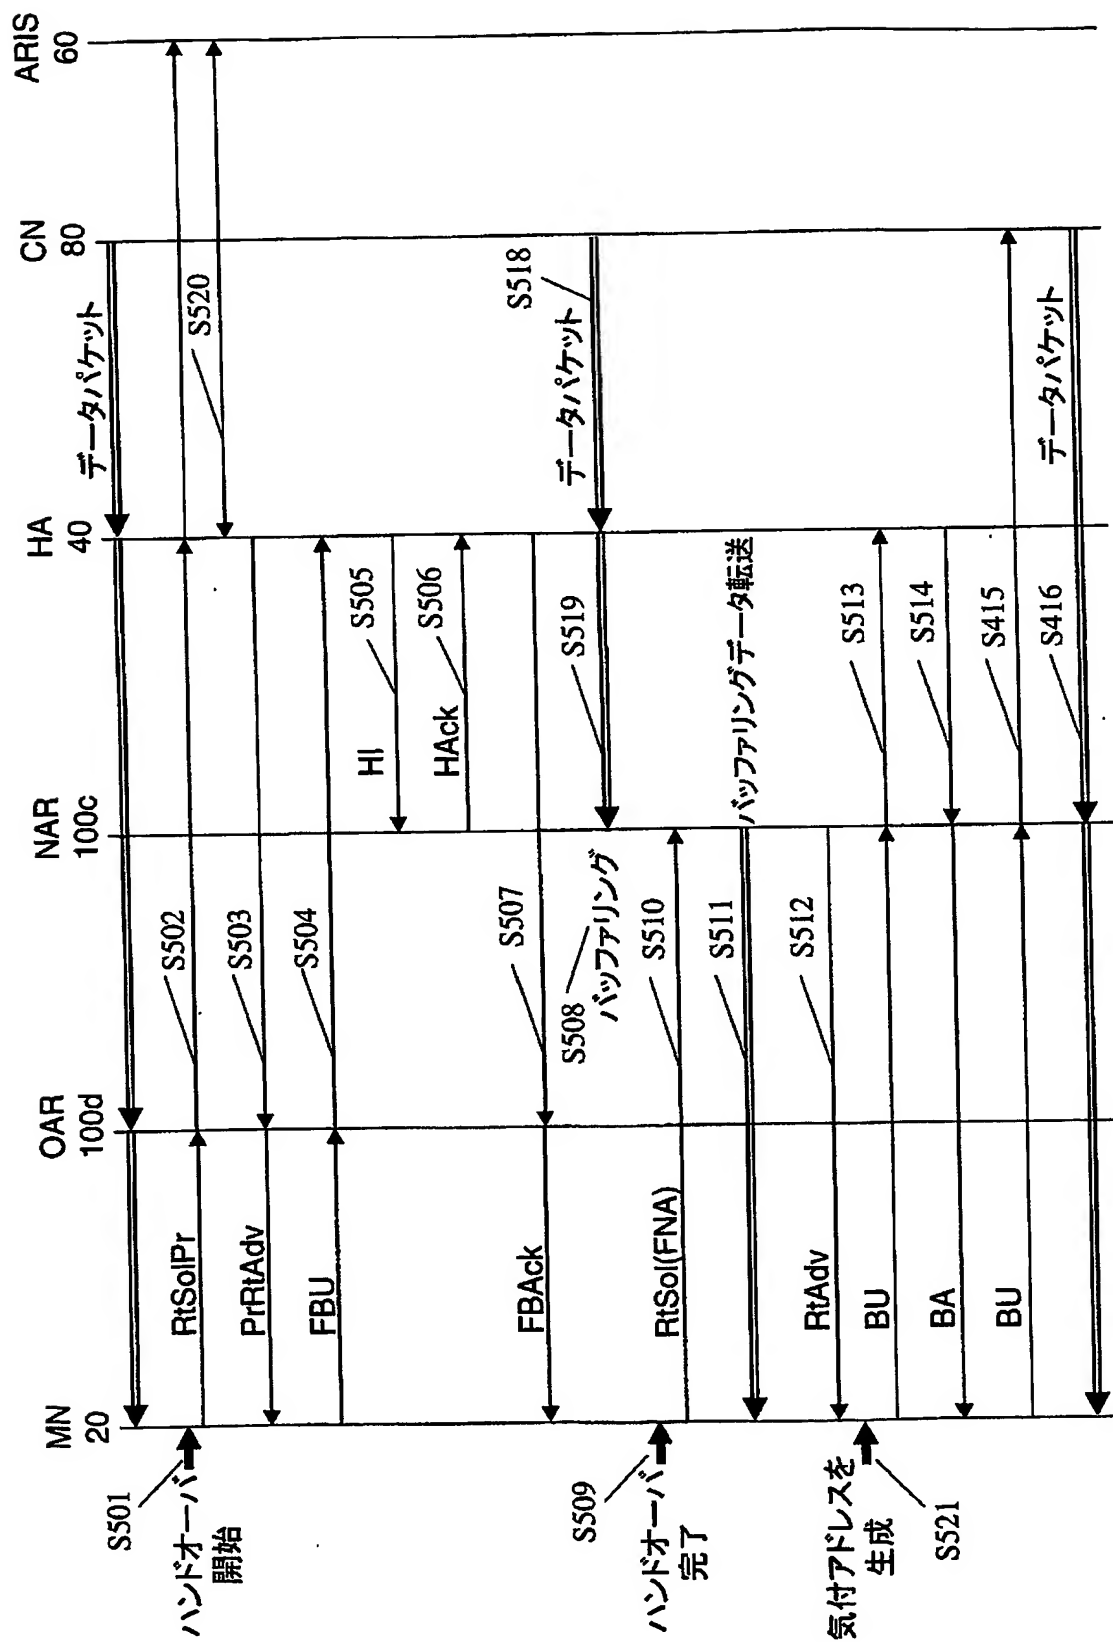 MN
20
OAR
100d
NAR
100c
HA
40
CN
80
ARIS
60
データパケット
S501
ハンドオーバ
開始
RtSolPr
S502
S520
PrRtAdv
S503
FBU
S504
HI
S505
HAck
S506
FBAck
S507
S508
バッファリング
データパケット
S518
S519
S509
ハンドオーバ
完了
RtSol(FNA)
S510
S511
バッファリングデータ転送
RtAdv
S512
気付アドレスを
生成
S521
BU
S513
BA
S514
BU
S415
データパケット
S416